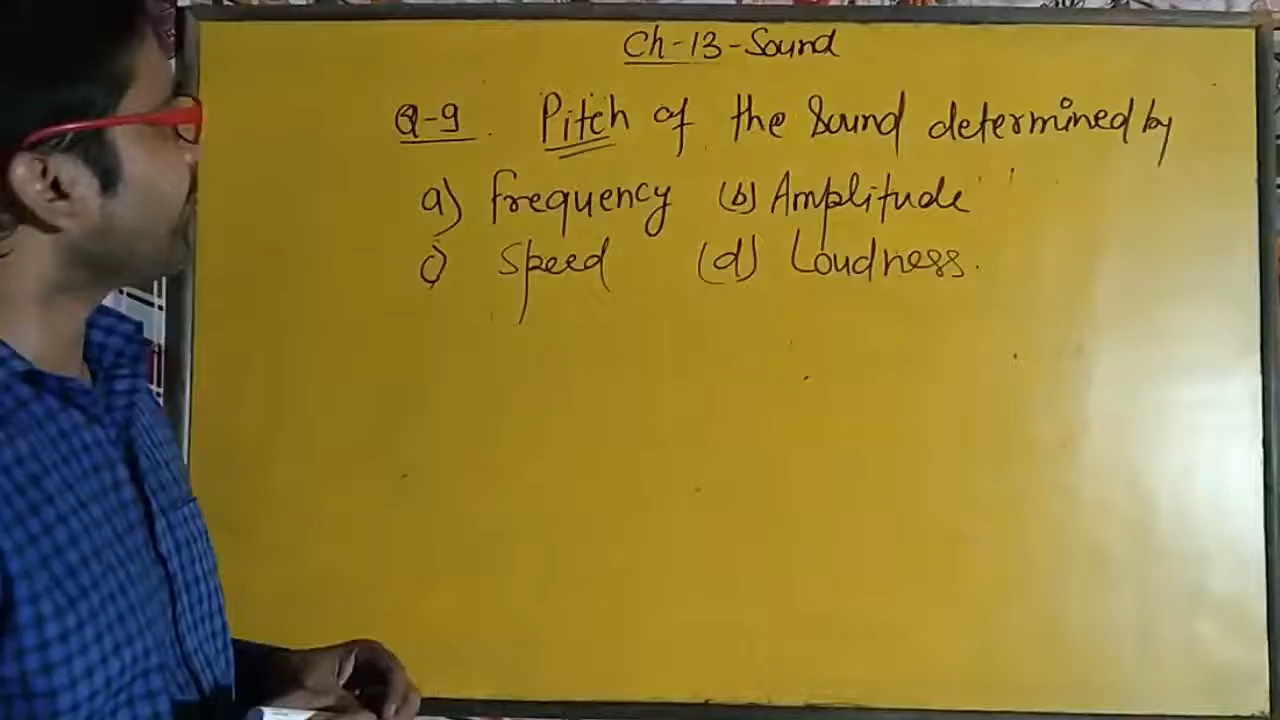 Ch-13-Sound
Q-9. Pitch of the Sound determined by
a) frequency (b) Amplitude
c) Speed (d) Loudness.